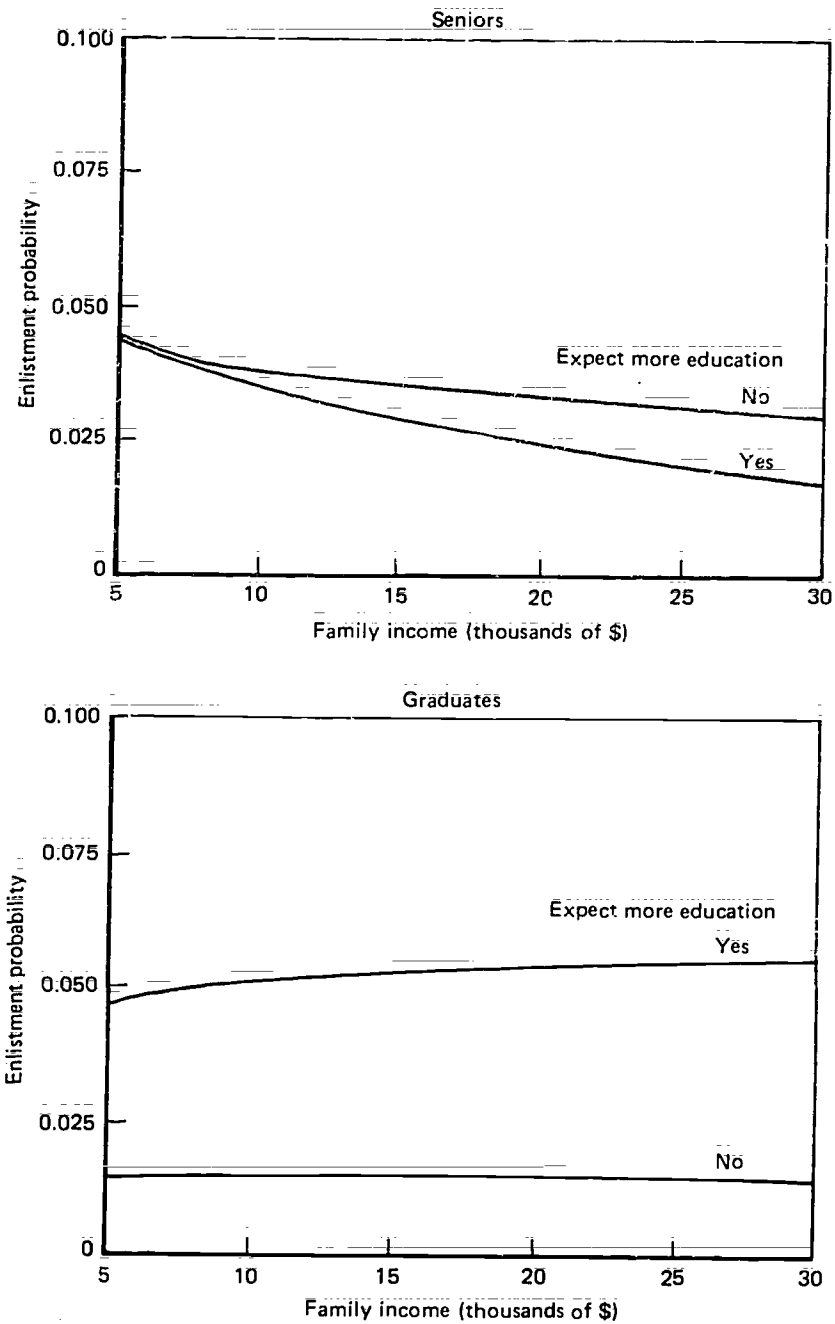 Seniors
0.100
0.075
0.050
0.025
0
Enlistment probability
Expect more education
No
Yes
5 10 15 20 25 30
Family income (thousands of $)
Graduates
0.100
0.075
0.050
0.025
0
Enlistment probability
Expect more education
Yes
No
5 10 15 20 25 30
Family income (thousands of $)